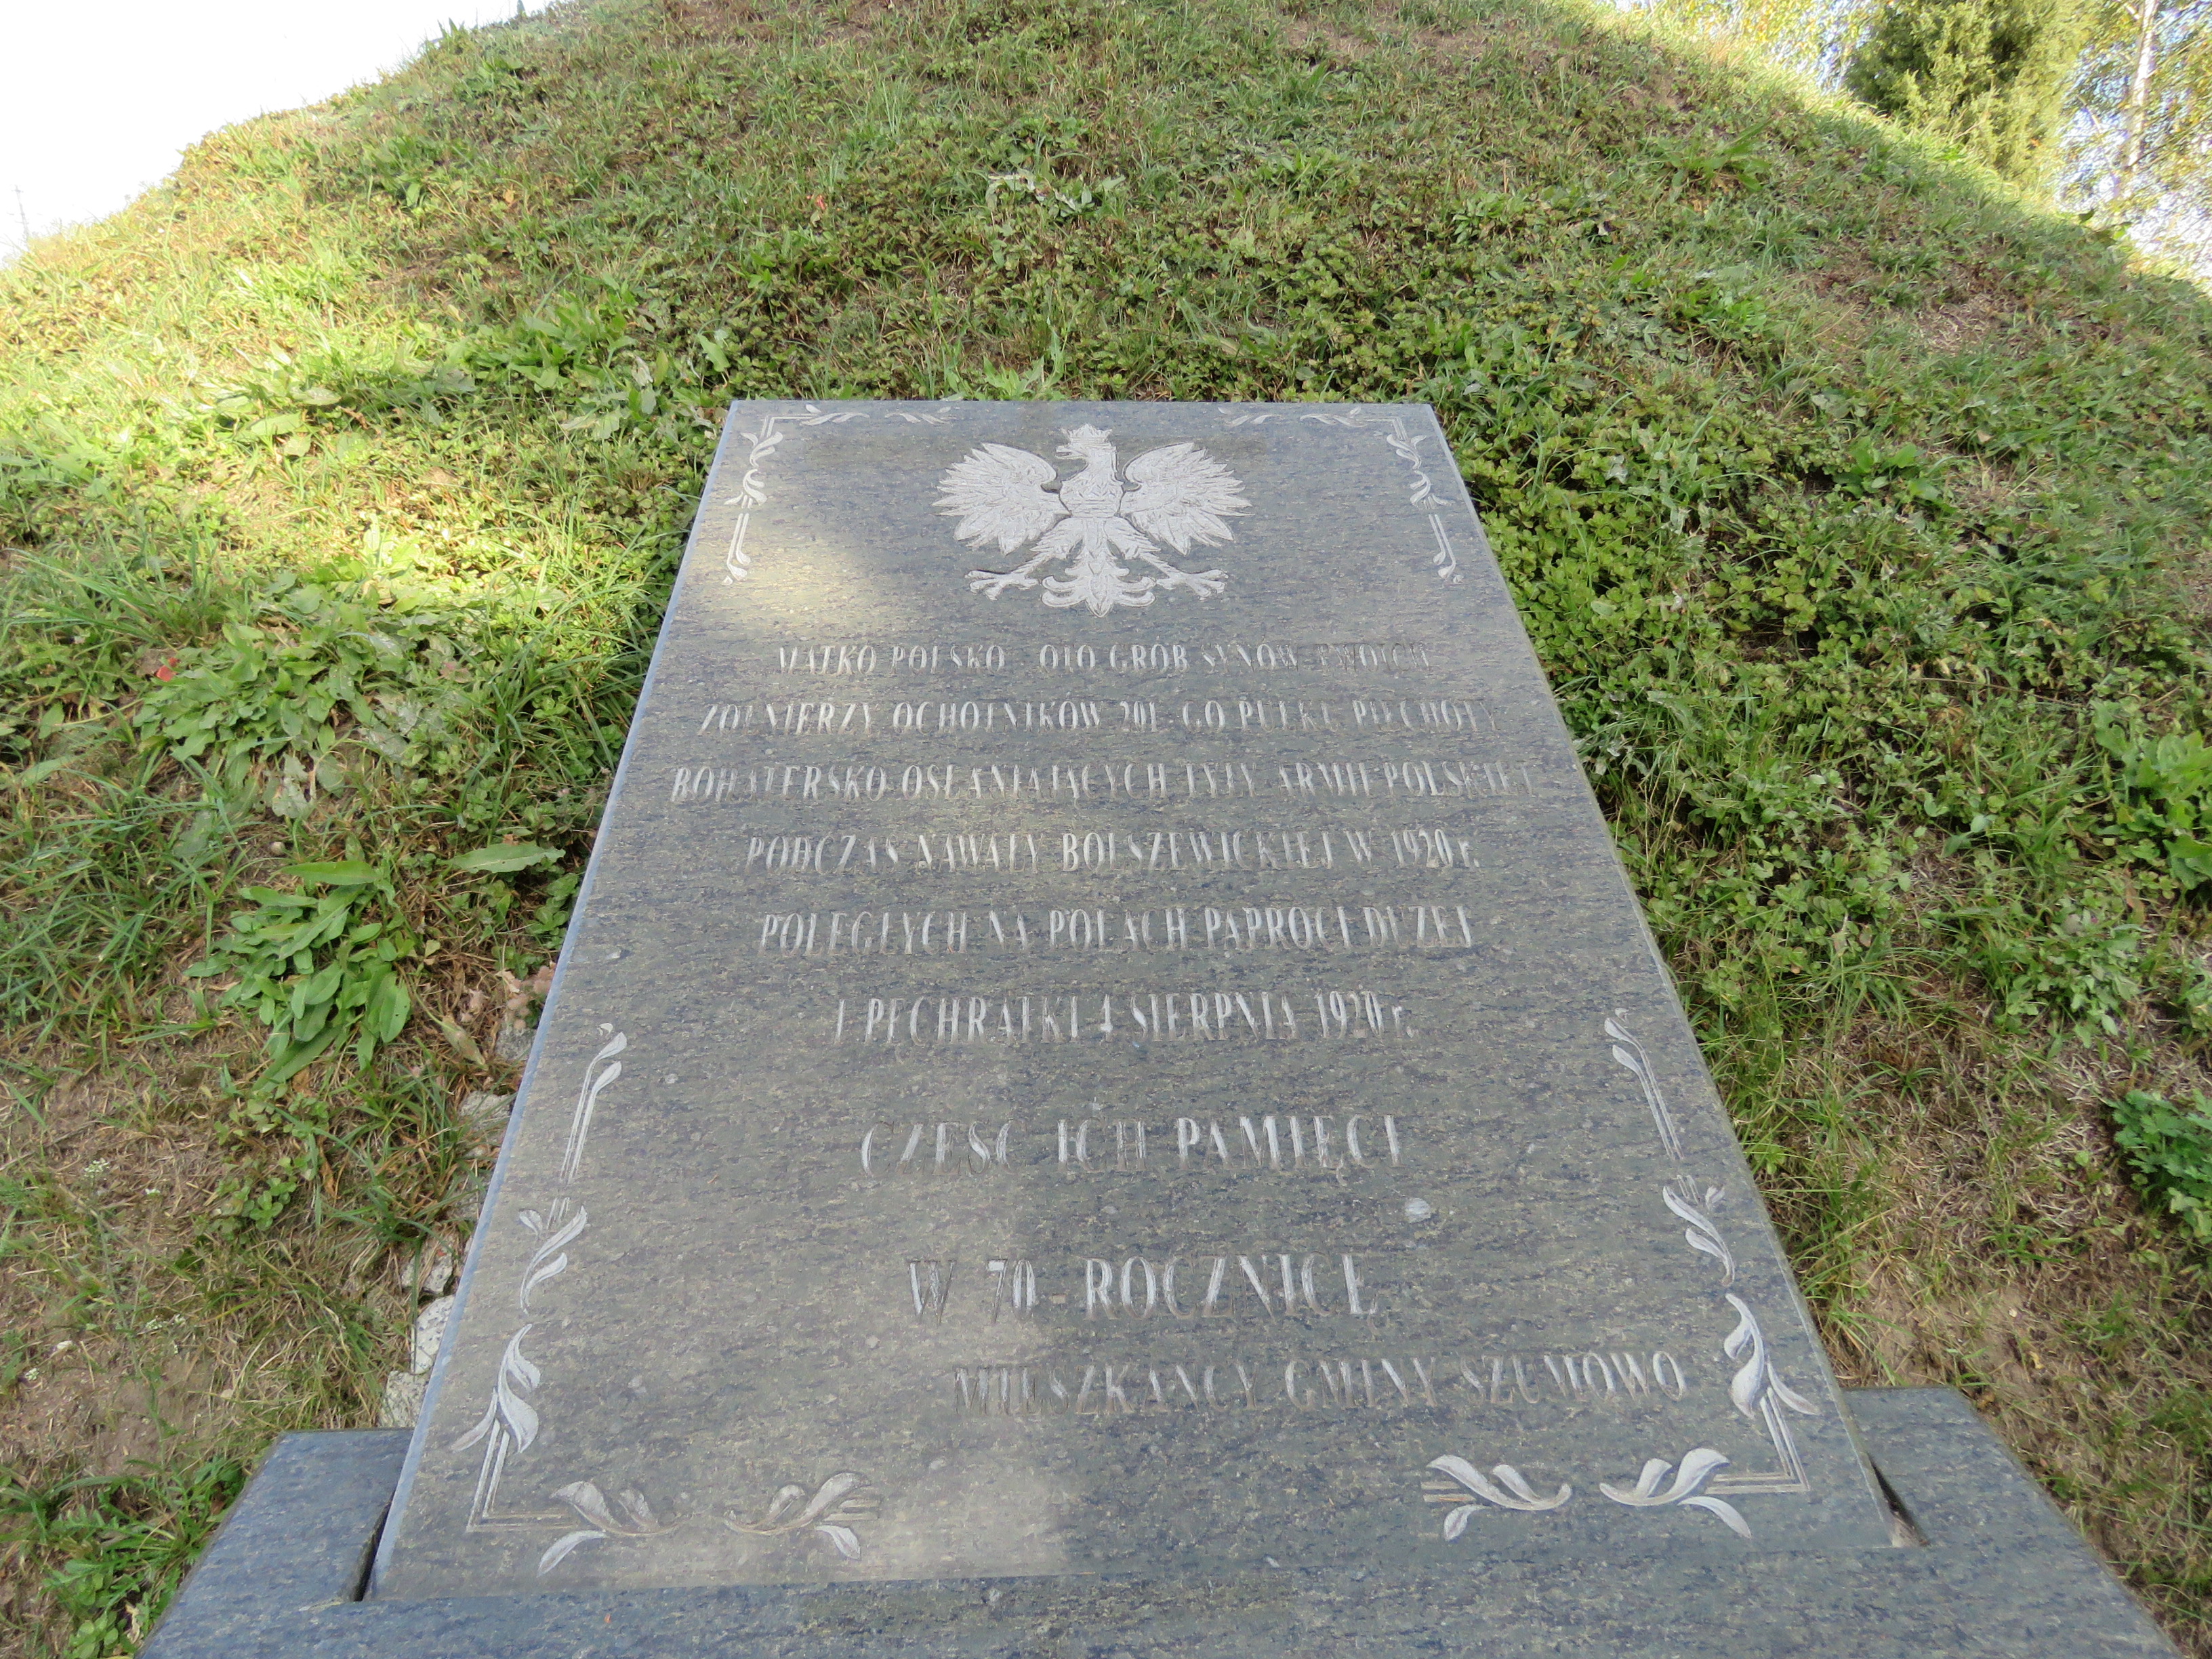 MATKO POLSKO OTO GRÓB SYNÓW TWOICH
ŻOŁNIERZY OCHOTNIKÓW 201-GO PUŁKU PIECHOTY
BOHATERSKO OSŁANIAJĄCYCH TYŁY ARMII POLSKIEJ
PODCZAS NAWAŁY BOLSZEWICKIEJ W 1920 r.
POLEGŁYCH NA POLACH PAPROCI DUŻEJ
I PĘCHRATKI 4 SIERPNIA 1920 r.
CZEŚĆ ICH PAMIĘCI
W 70-ROCZNICĘ
MIESZKAŃCY GMINY SZUMOWO